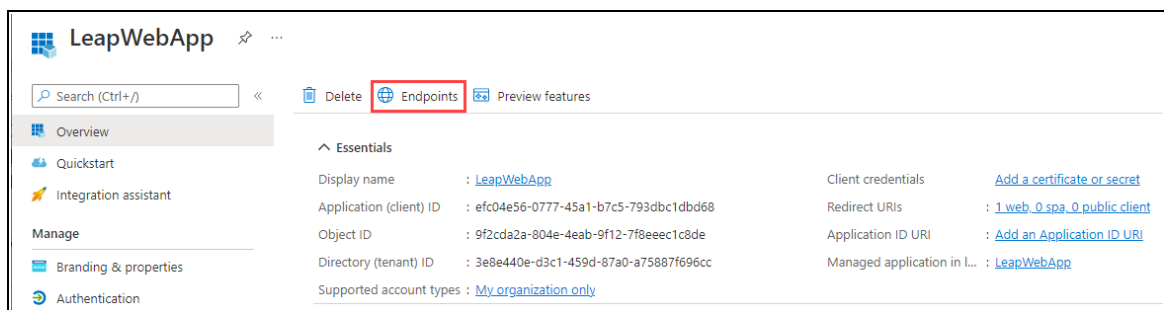 LeapWebApp ...
Search (Ctrl+/) «
Delete Endpoints Preview features
Overview
Quickstart
Integration assistant
Manage
Branding & properties
Authentication
Essentials
Display name : LeapWebApp
Application (client) ID : efc04e56-0777-45a1-b7c5-793dbc1dbd68
Object ID : 9f2cda2a-804e-4eab-9f12-7f8eeec1c8de
Directory (tenant) ID : 3e8e440e-d3c1-459d-87a0-a75887f696cc
Supported account types : My organization only
Client credentials Add a certificate or secret
Redirect URIs : 1 web, 0 spa, 0 public client
Application ID URI : Add an Application ID URI
Managed application in l... : LeapWebApp